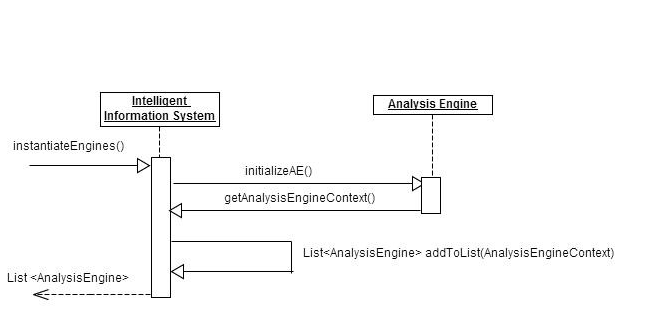 Intelligent
Information System
Analysis Engine
instantiateEngines()
initializeAE()
getAnalysisEngineContext()
List<AnalysisEngine> addToList(AnalysisEngineContext)
List <AnalysisEngine>